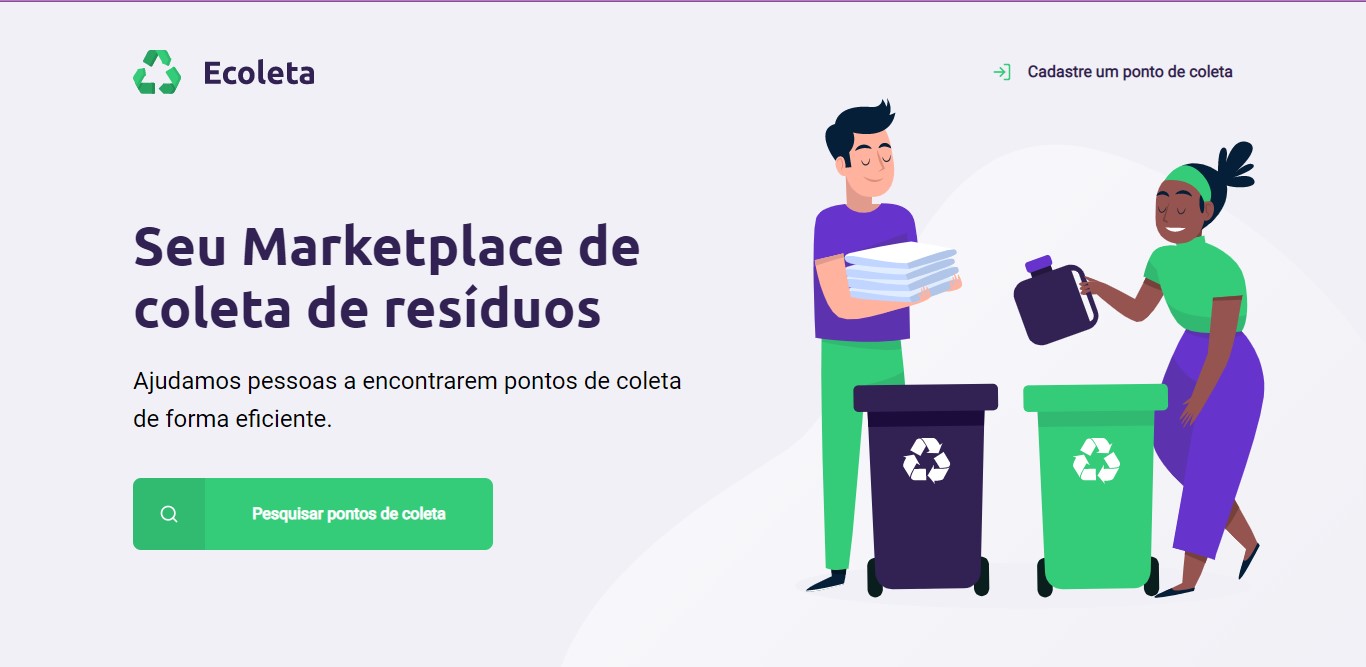 Ecoleta
Cadastre um ponto de coleta
Seu Marketplace de
coleta de resíduos
Ajudamos pessoas a encontrarem pontos de coleta
de forma eficiente.
Pesquisar pontos de coleta